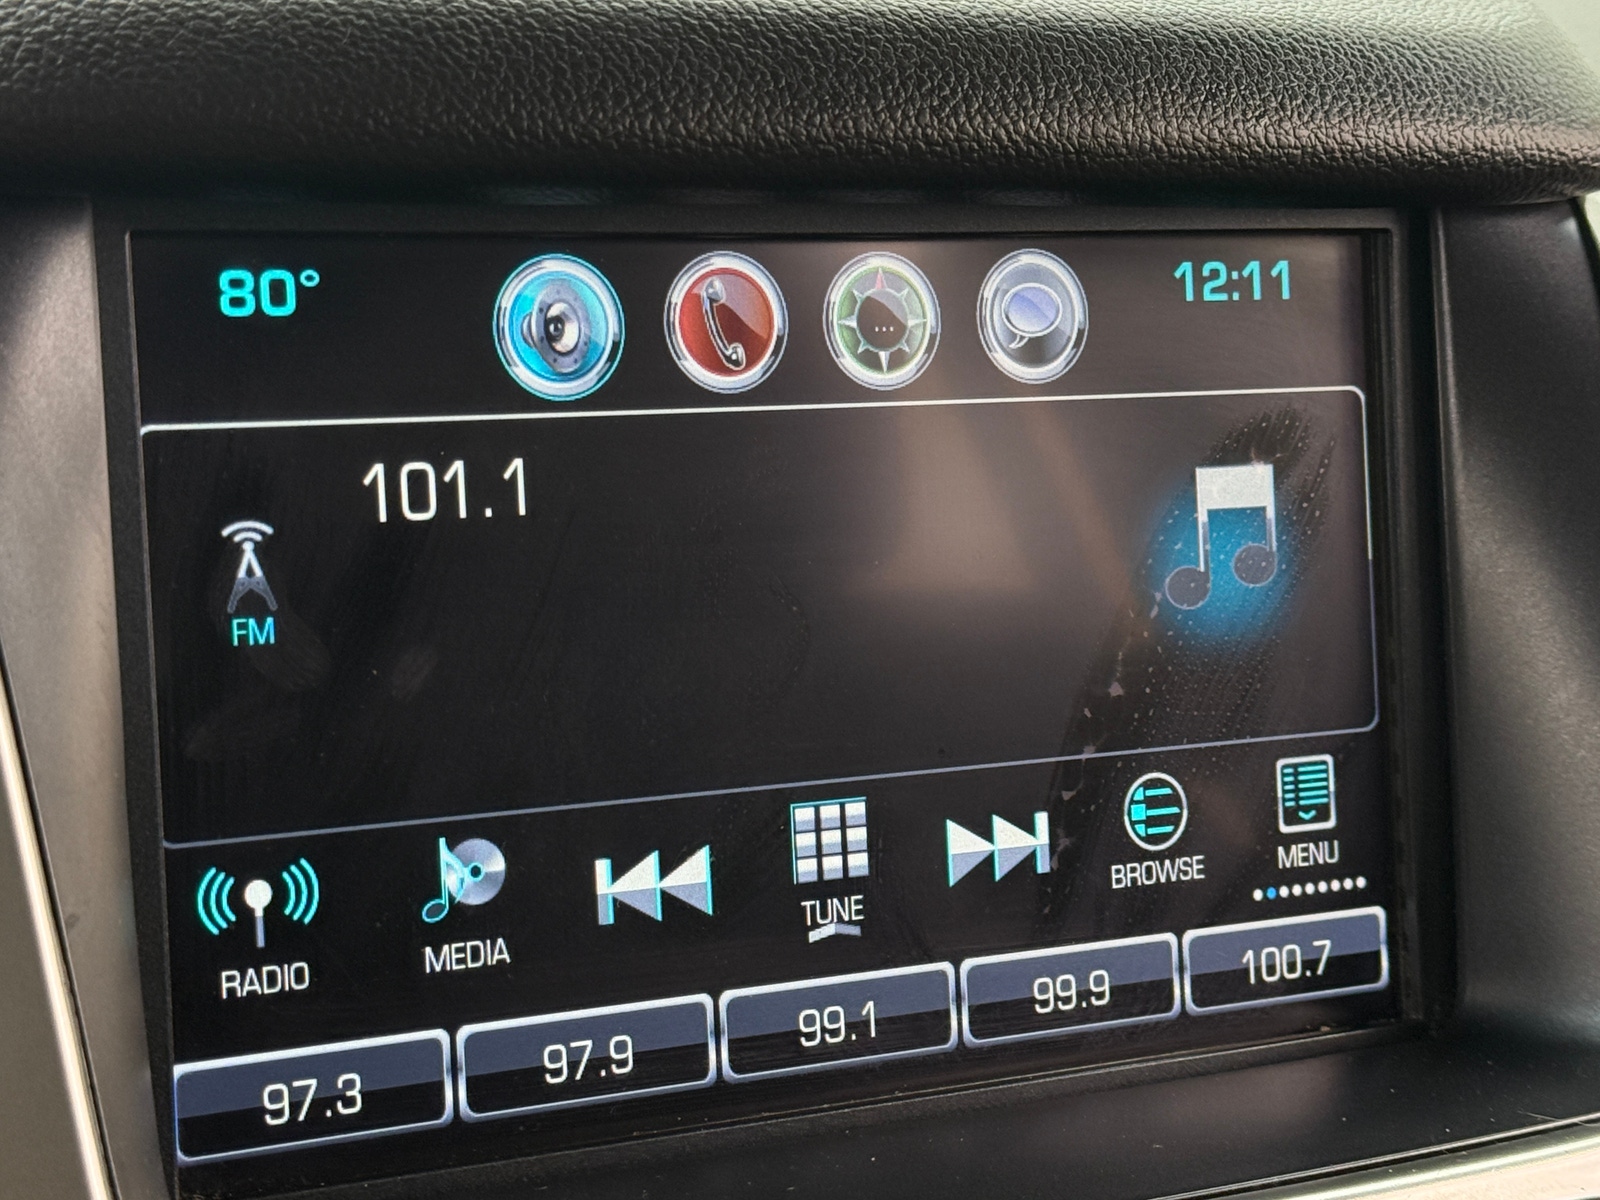 80°
12:11
101.1
FM
RADIO
MEDIA
TUNE
BROWSE
MENU
97.3
97.9
99.1
99.9
100.7